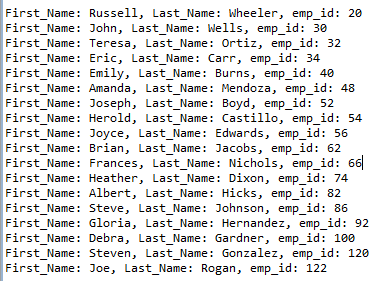 First_Name: Russell, Last_Name: Wheeler, emp_id: 20
First_Name: John, Last_Name: Wells, emp_id: 30
First_Name: Teresa, Last_Name: Ortiz, emp_id: 32
First_Name: Eric, Last_Name: Carr, emp_id: 34
First_Name: Emily, Last_Name: Burns, emp_id: 40
First_Name: Amanda, Last_Name: Mendoza, emp_id: 48
First_Name: Joseph, Last_Name: Boyd, emp_id: 52
First_Name: Herold, Last_Name: Castillo, emp_id: 54
First_Name: Joyce, Last_Name: Edwards, emp_id: 56
First_Name: Brian, Last_Name: Jacobs, emp_id: 62
First_Name: Frances, Last_Name: Nichols, emp_id: 66
First_Name: Heather, Last_Name: Dixon, emp_id: 74
First_Name: Albert, Last_Name: Hicks, emp_id: 82
First_Name: Steve, Last_Name: Johnson, emp_id: 86
First_Name: Gloria, Last_Name: Hernandez, emp_id: 92
First_Name: Debra, Last_Name: Gardner, emp_id: 100
First_Name: Steven, Last_Name: Gonzalez, emp_id: 120
First_Name: Joe, Last_Name: Rogan, emp_id: 122